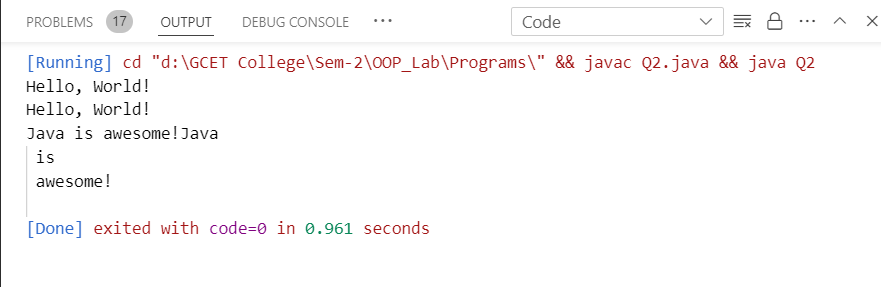 PROBLEMS 17 OUTPUT DEBUG CONSOLE ··· Code ···
[Running] cd "d:\GCET College\Sem-2\OOP_Lab\Programs\" && javac Q2.java && java Q2
Hello, World!
Hello, World!
Java is awesome!Java
is
awesome!
[Done] exited with code=0 in 0.961 seconds